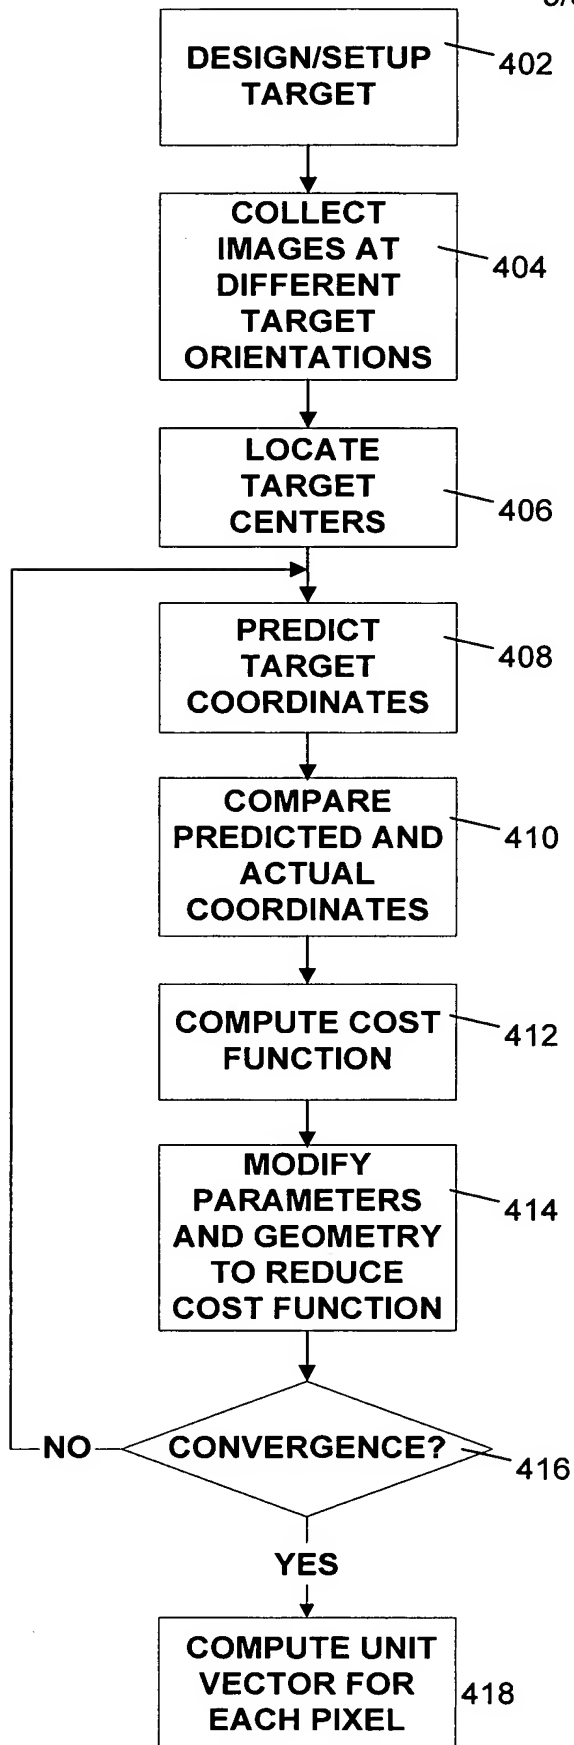 DESIGN/SETUP
TARGET
402
COLLECT
IMAGES AT
DIFFERENT
TARGET
ORIENTATIONS
404
LOCATE
TARGET
CENTERS
406
PREDICT
TARGET
COORDINATES
408
COMPARE
PREDICTED AND
ACTUAL
COORDINATES
410
COMPUTE COST
FUNCTION
412
MODIFY
PARAMETERS
AND GEOMETRY
TO REDUCE
COST FUNCTION
414
NO
CONVERGENCE?
416
YES
COMPUTE UNIT
VECTOR FOR
EACH PIXEL
418